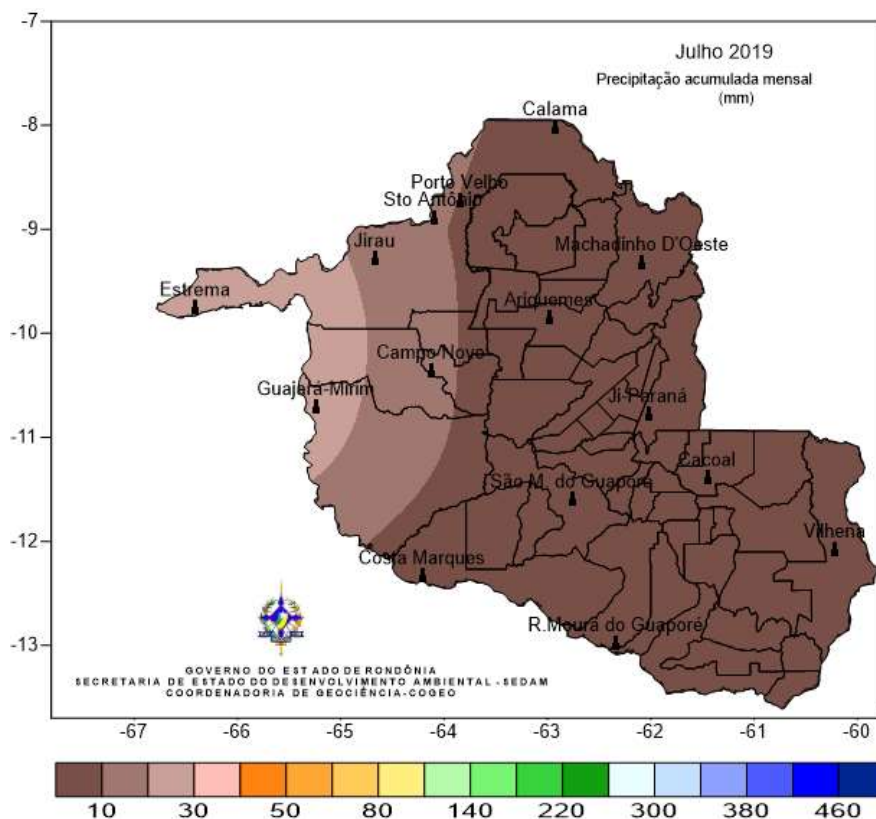 -7
Julho 2019
Precipitação acumulada mensal
(mm)
Calama
-8
Porto Velho
Sto Antônio
-9
Jirau
Machadinho D'Oeste
Estrema
Ariquemes
-10
Campo Novo
Guajerá-Mirim
Ji-Paraná
-11
Cacoal
São M. do Guaporé
-12
Vilhena
Costa Marques
R.Moura do Guaporé
-13
GOVERNO DO ESTADO DE RONDÔNIA
SECRETARIA DE ESTADO DO DESENVOLVIMENTO AMBIENTAL - SEDAM
COORDENADORIA DE GEOCIÊNCIA-COGEO
-67 -66 -65 -64 -63 -62 -61 -60
10 30 50 80 140 220 300 380 460